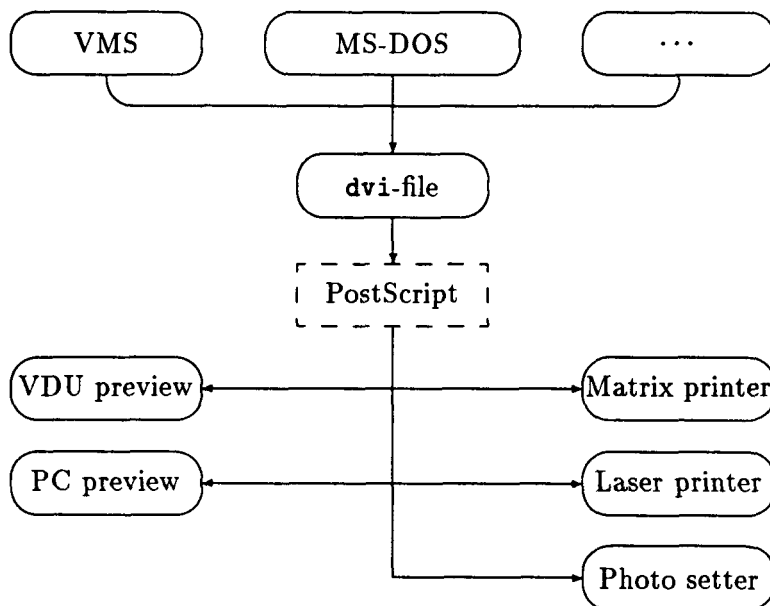 VMS
MS-DOS
···
dvi-file
PostScript
VDU preview
Matrix printer
PC preview
Laser printer
Photo setter